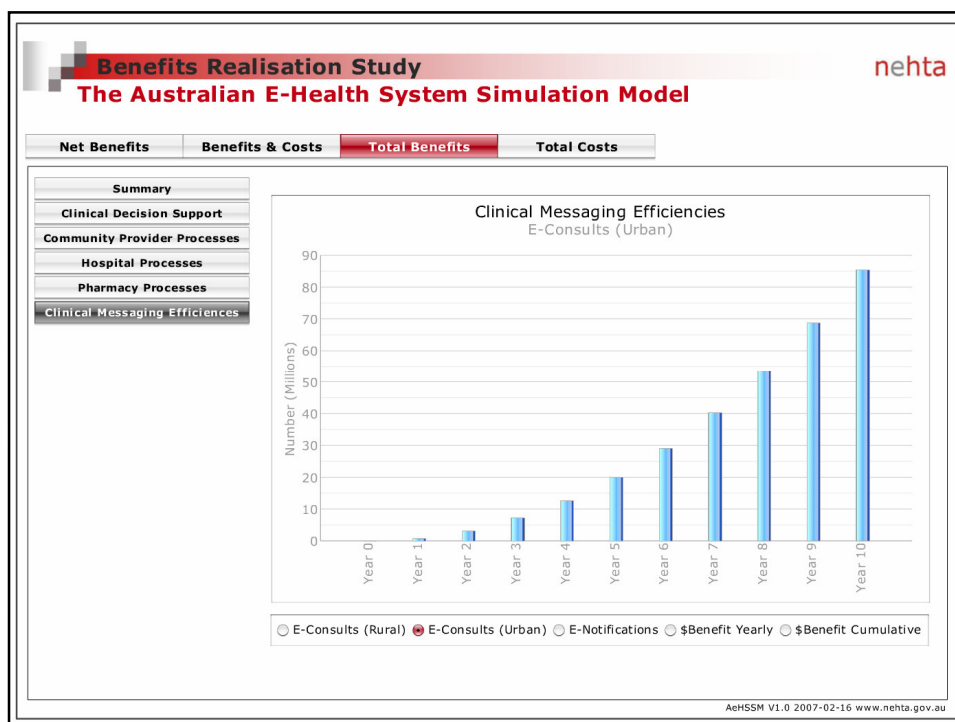 Benefits Realisation Study
nehta
The Australian E-Health System Simulation Model
Net Benefits
Benefits & Costs
Total Benefits
Total Costs
Summary
Clinical Decision Support
Community Provider Processes
Hospital Processes
Pharmacy Processes
Clinical Messaging Efficiences
Clinical Messaging Efficiencies
E-Consults (Urban)
Number (Millions)
90
80
70
60
50
40
30
20
10
0
Year 0
Year 1
Year 2
Year 3
Year 4
Year 5
Year 6
Year 7
Year 8
Year 9
Year 10
E-Consults (Rural)
E-Consults (Urban)
E-Notifications
$Benefit Yearly
$Benefit Cumulative
AeHSSM V1.0 2007-02-16 www.nehta.gov.au